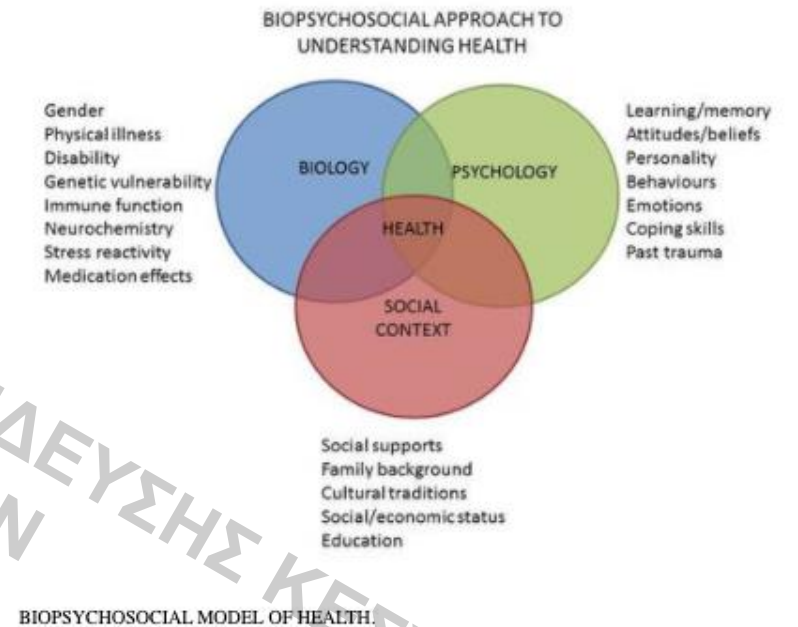 BIOPSYCHOSOCIAL APPROACH TO
UNDERSTANDING HEALTH
Gender
Physical illness
Disability
Genetic vulnerability
Immune function
Neurochemistry
Stress reactivity
Medication effects
BIOLOGY
PSYCHOLOGY
HEALTH
SOCIAL
CONTEXT
Learning/memory
Attitudes/beliefs
Personality
Behaviours
Emotions
Coping skills
Past trauma
Social supports
Family background
Cultural traditions
Social/economic status
Education
BIOPSYCHOSOCIAL MODEL OF HEALTH.